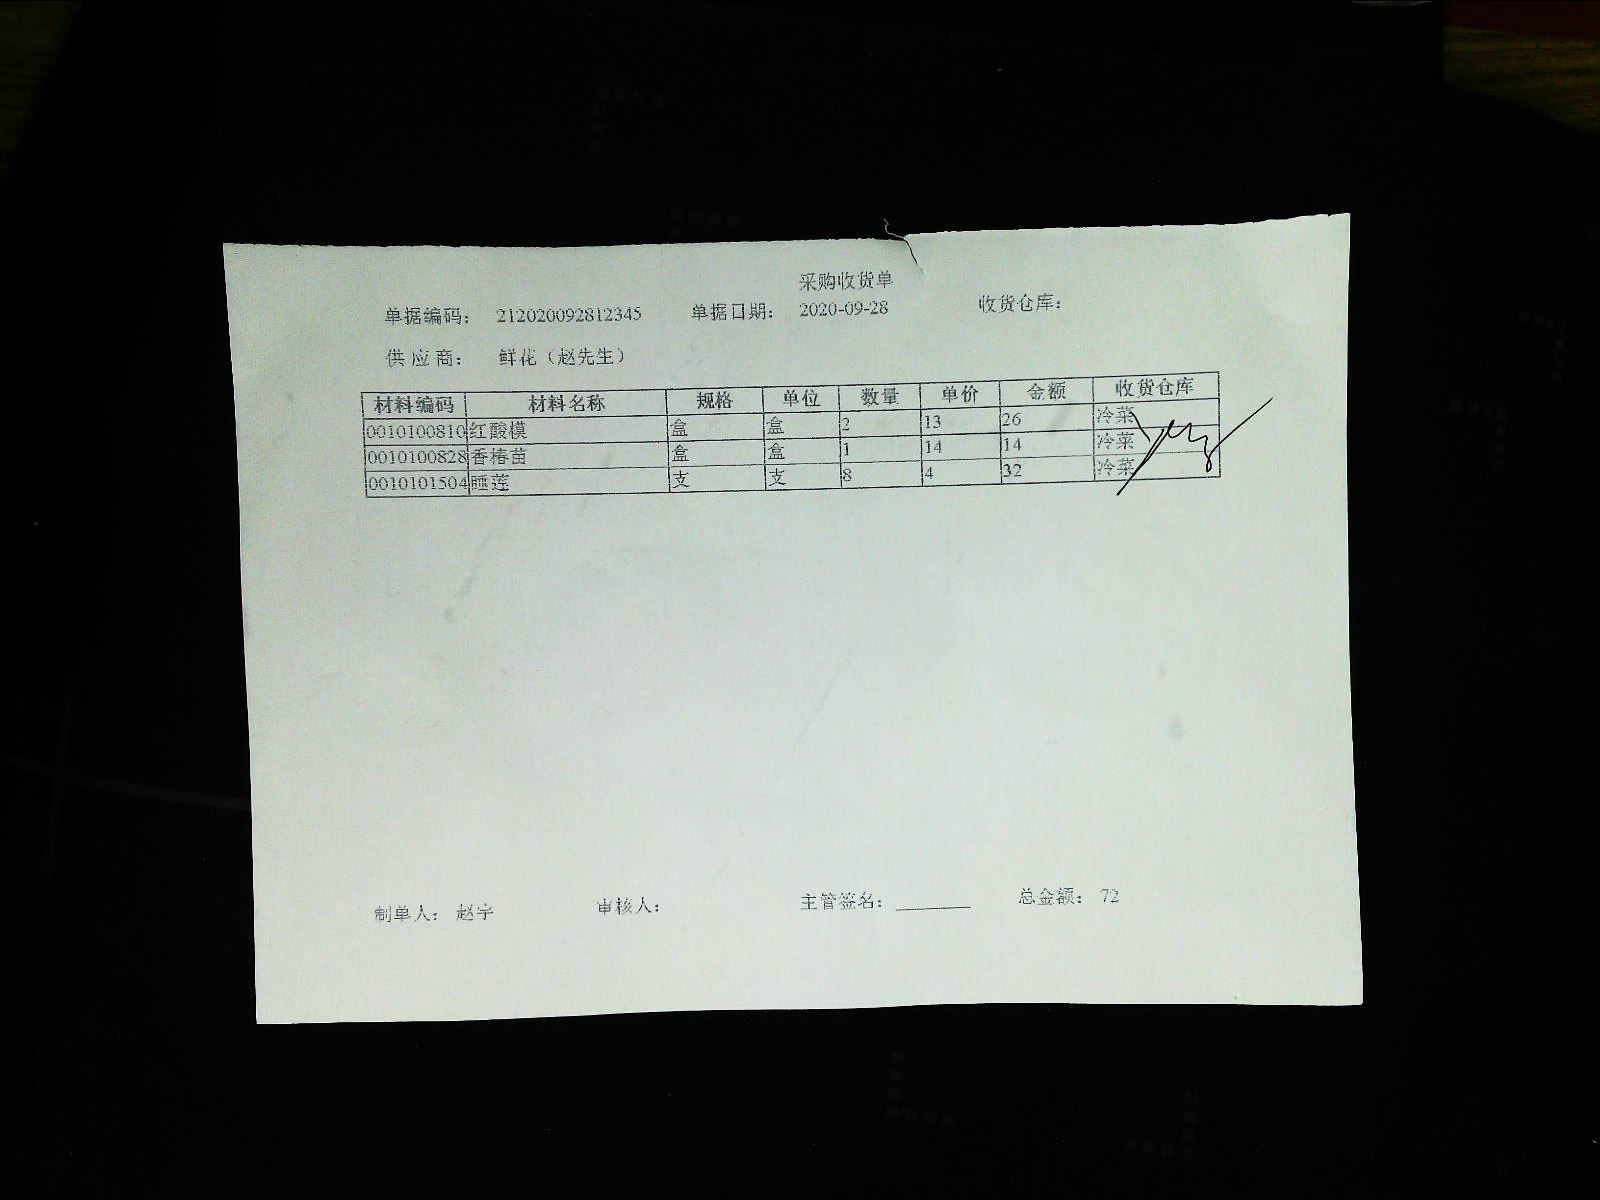 采购收货单
单据编码: 212020092812345 单据日期: 2020-09-28 收货仓库:
供应商: 鲜花（赵先生）
材料编码 材料名称 规格 单位 数量 单价 金额 收货仓库
0010100810 红酸模 盒 盒 2 13 26 冷菜
0010100828 香椿苗 盒 盒 1 14 14 冷菜
0010101504 睡莲 支 支 8 4 32 冷菜
制单人: 赵宇 审核人: 主管签名: ______ 总金额: 72